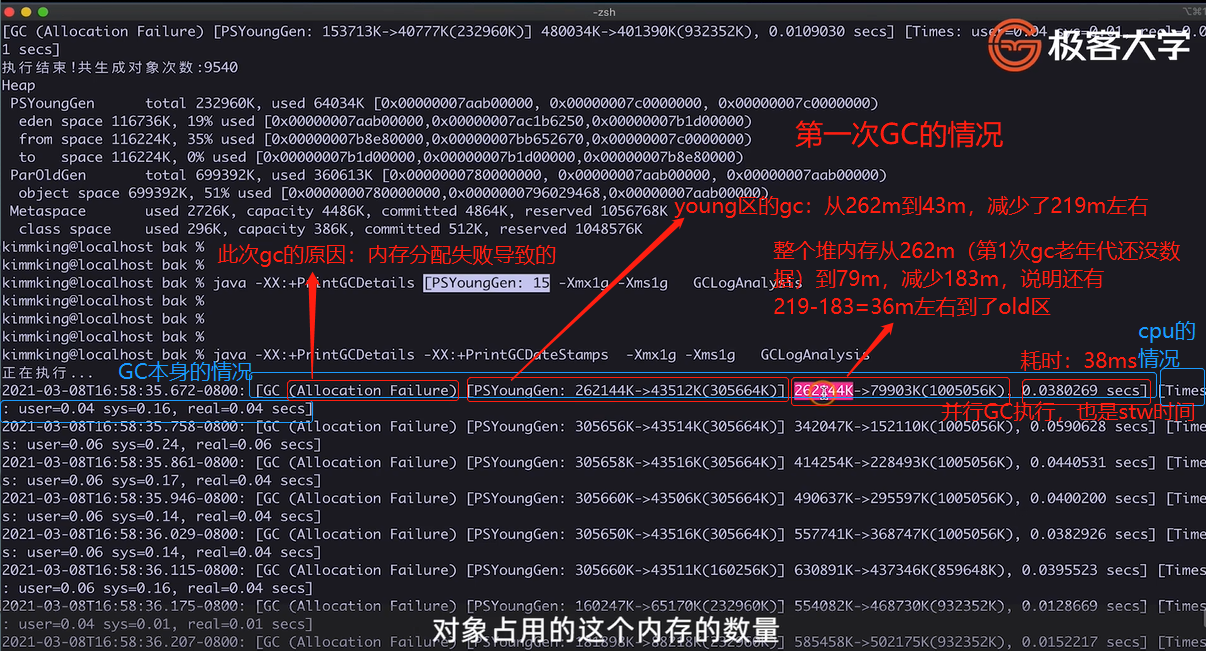 -zsh
[GC (Allocation Failure) [PSYoungGen: 153713K->40777K(232960K)] 480034K->401390K(932352K), 0.0109030 secs] [Times: user=0.04 sys=0.01, real=0.0
1 secs]
极客大学
执行结束!共生成对象次数:9540
Heap
PSYoungGen total 232960K, used 64034K [0x00000007aab00000, 0x00000007c0000000, 0x00000007c0000000)
eden space 116736K, 19% used [0x00000007aab00000,0x00000007ac1b6250,0x00000007b1d00000)
from space 116224K, 35% used [0x00000007b8e80000,0x00000007bb652670,0x00000007c0000000)
第一次GC的情况
to space 116224K, 0% used [0x00000007b1d00000,0x00000007b1d00000,0x00000007b8e80000)
ParOldGen total 699392K, used 360613K [0x0000000780000000, 0x00000007aab00000, 0x00000007aab00000)
object space 699392K, 51% used [0x0000000780000000,0x0000000796029468,0x00000007aab00000)
Metaspace used 2726K, capacity 4486K, committed 4864K, reserved 1056768K
young区的gc：从262m到43m，减少了219m左右
class space used 296K, capacity 386K, committed 512K, reserved 1048576K
kimmking@localhost bak %
此次gc的原因：内存分配失败导致的
整个堆内存从262m（第1次gc老年代还没数
据）到79m，减少183m，说明还有
219-183=36m左右到了old区
kimmking@localhost bak %
kimmking@localhost bak % java -XX:+PrintGCDetails [PSYoungGen: 15 -Xmx1g -Xms1g GCLogAnalysis
kimmking@localhost bak %
kimmking@localhost bak %
kimmking@localhost bak %
kimmking@localhost bak % java -XX:+PrintGCDetails -XX:+PrintGCDateStamps -Xmx1g -Xms1g GCLogAnalysis
cpu的
情况
耗时：38ms
正在执行...
GC本身的情况
2021-03-08T16:58:35.672-0800: [GC (Allocation Failure) [PSYoungGen: 262144K->43512K(305664K)] 262144K->79903K(1005056K), 0.0380269 secs] [Times
: user=0.04 sys=0.16, real=0.04 secs]
并行GC执行，也是stw时间
2021-03-08T16:58:35.758-0800: [GC (Allocation Failure) [PSYoungGen: 305656K->43514K(305664K)] 342047K->152110K(1005056K), 0.0590628 secs] [Time
s: user=0.06 sys=0.24, real=0.06 secs]
2021-03-08T16:58:35.861-0800: [GC (Allocation Failure) [PSYoungGen: 305658K->43516K(305664K)] 414254K->228493K(1005056K), 0.0440531 secs] [Time
s: user=0.06 sys=0.17, real=0.04 secs]
2021-03-08T16:58:35.946-0800: [GC (Allocation Failure) [PSYoungGen: 305660K->43506K(305664K)] 490637K->295597K(1005056K), 0.0400200 secs] [Time
s: user=0.06 sys=0.14, real=0.04 secs]
2021-03-08T16:58:36.029-0800: [GC (Allocation Failure) [PSYoungGen: 305650K->43516K(305664K)] 557741K->368747K(1005056K), 0.0382926 secs] [Time
s: user=0.06 sys=0.14, real=0.04 secs]
2021-03-08T16:58:36.115-0800: [GC (Allocation Failure) [PSYoungGen: 305660K->43511K(160256K)] 630891K->437346K(859648K), 0.0395523 secs] [Times
: user=0.06 sys=0.16, real=0.04 secs]
2021-03-08T16:58:36.175-0800: [GC (Allocation Failure) [PSYoungGen: 160247K->65170K(232960K)] 554082K->468730K(932352K), 0.0128669 secs] [Times
: user=0.04 sys=0.01, real=0.01 secs]
对象占用的这个内存的数量
2021-03-08T16:58:36.207-0800: [GC (Allocation Failure) 585458K->502175K(932352K), 0.0152217 secs] [Times